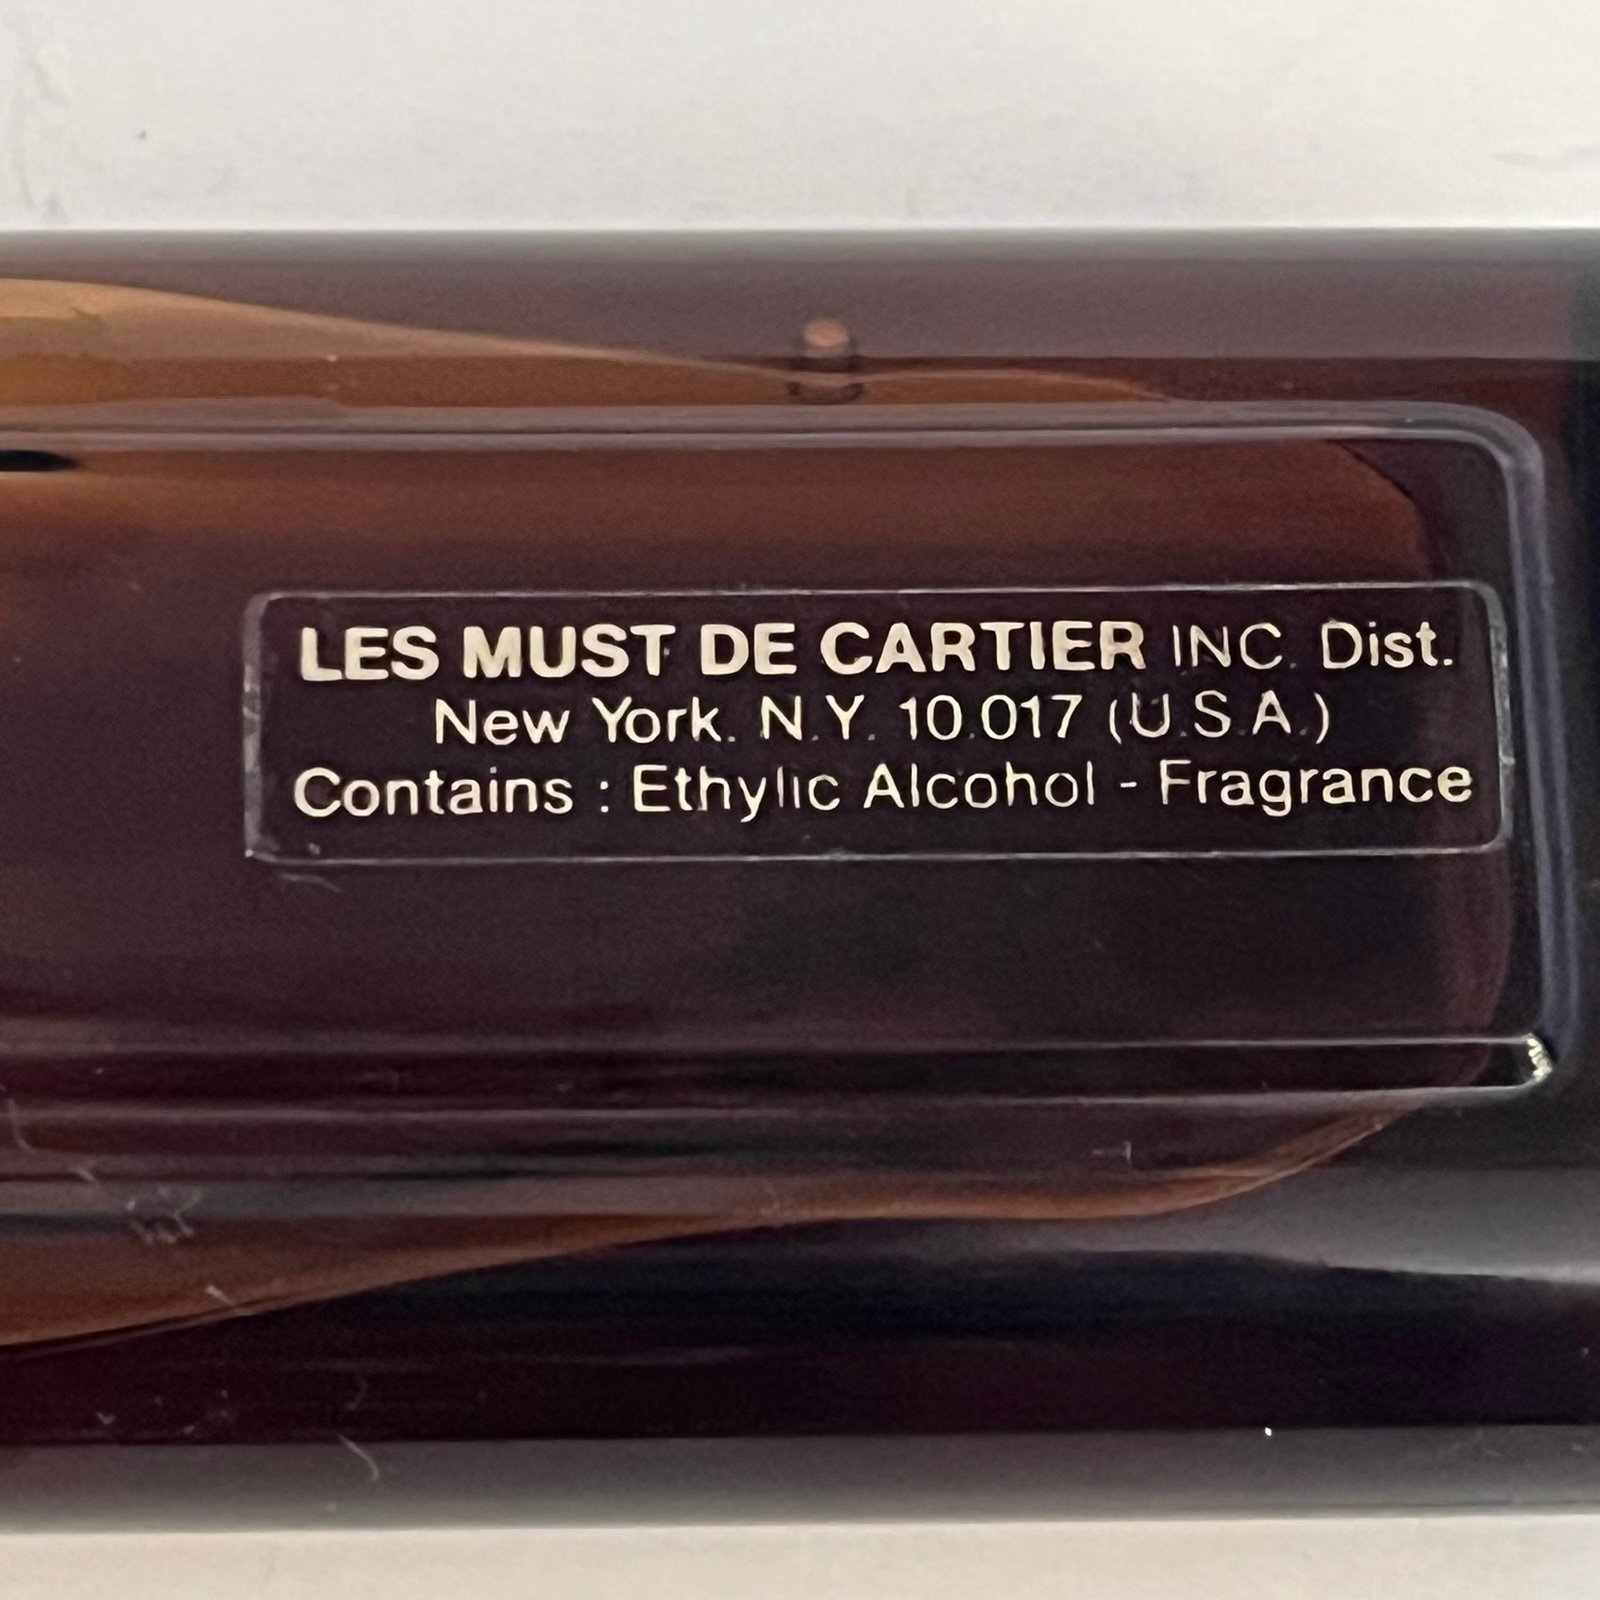 LES MUST DE CARTIER INC. Dist.
New York. N.Y. 10.017 (U.S.A.)
Contains : Ethylic Alcohol - Fragrance